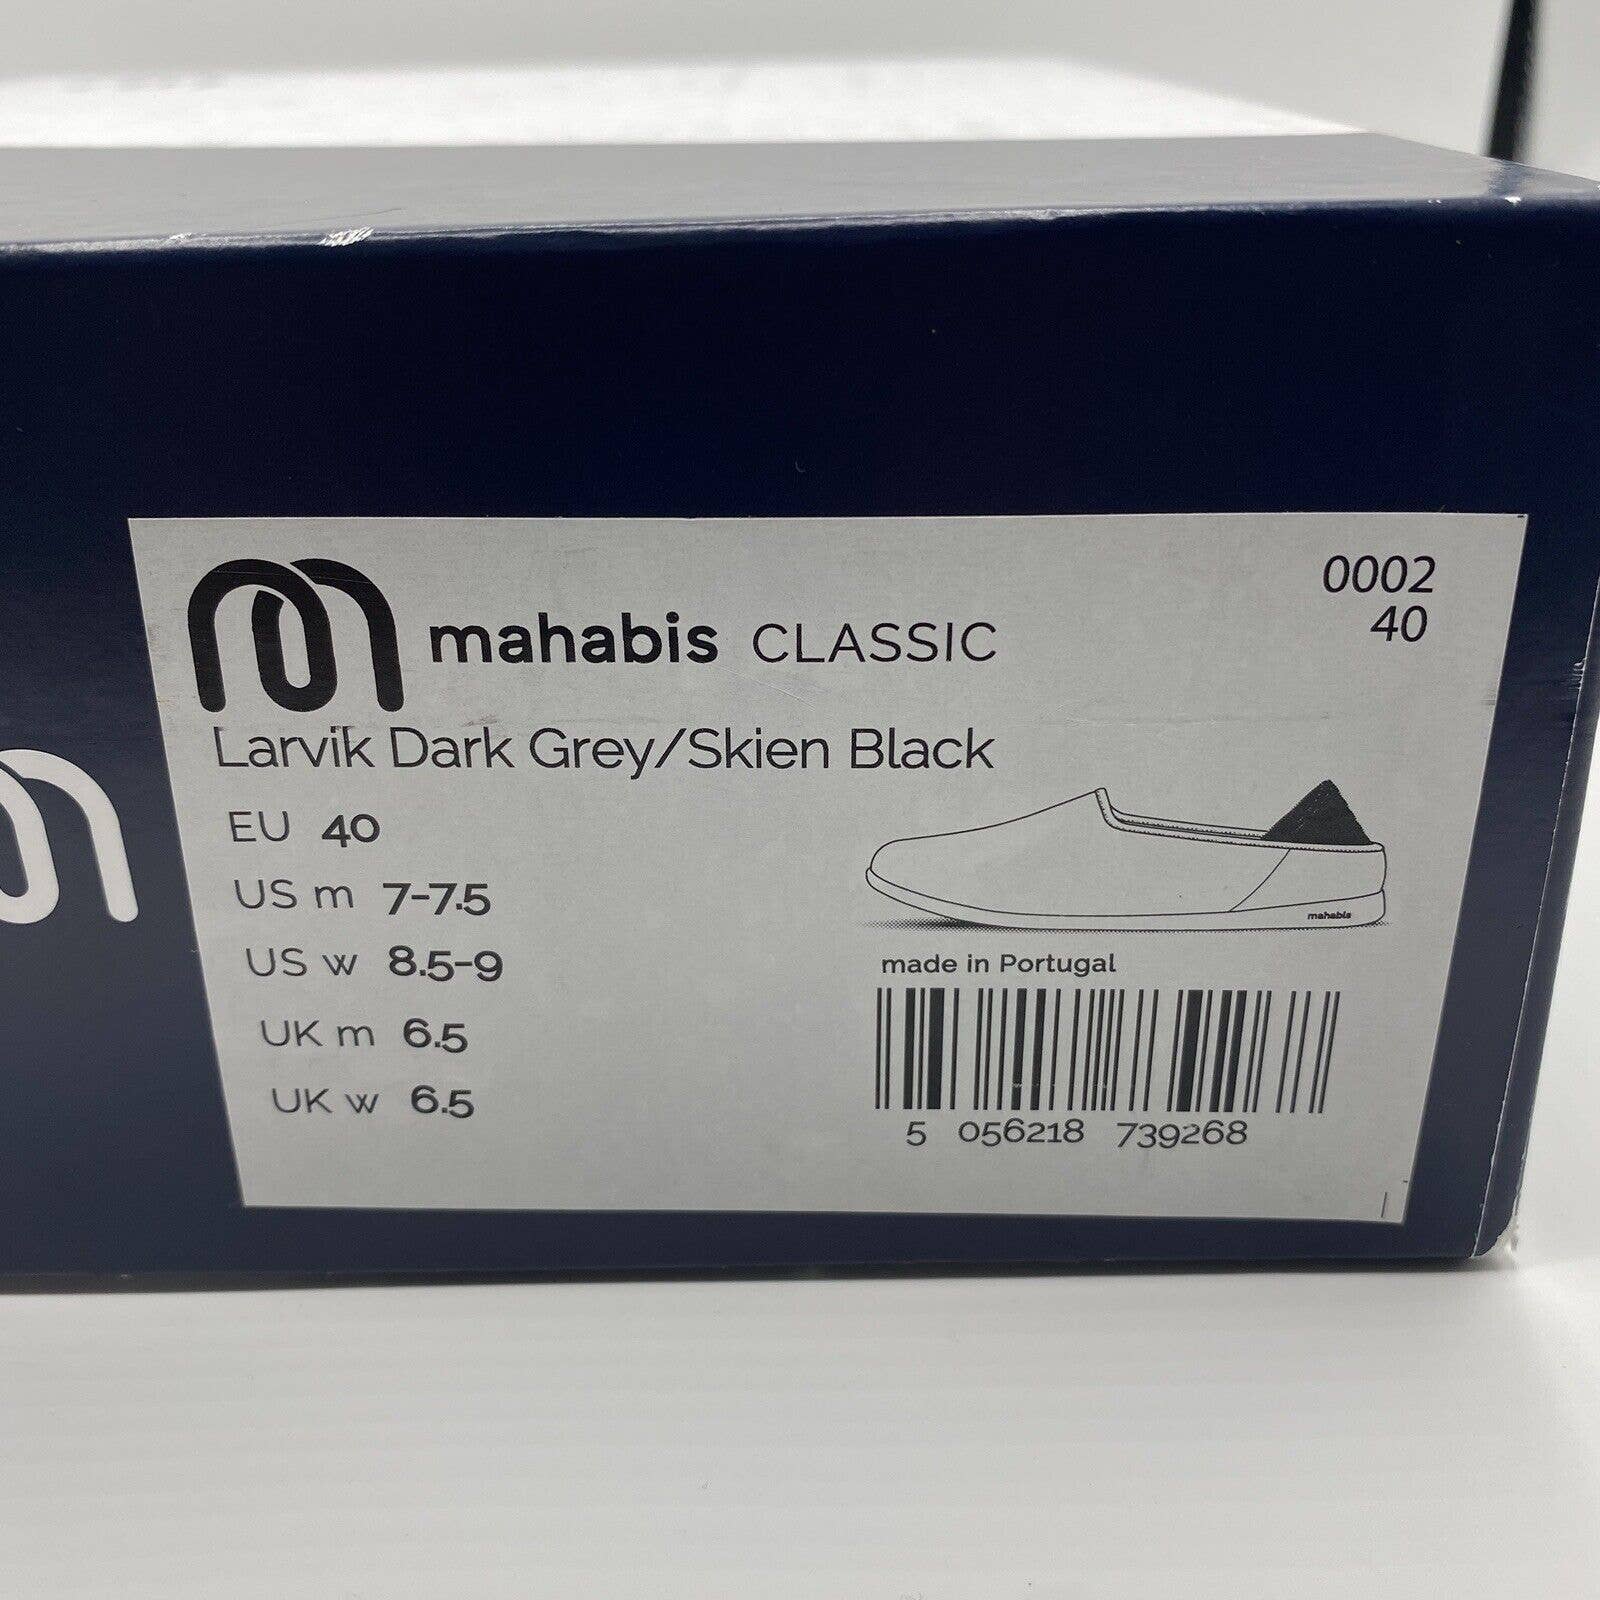 mahabis CLASSIC
0002
40
Larvik Dark Grey/Skien Black
EU 40
US m 7-7.5
US w 8.5-9
UK m 6.5
UK w 6.5
mahabis
made in Portugal
5 056218 739268